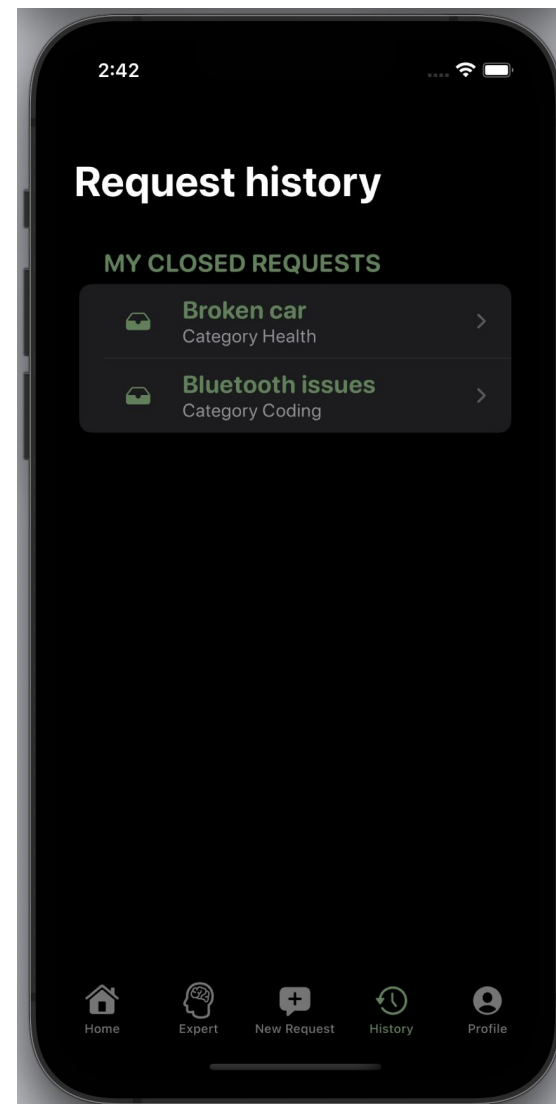 2:42
Request history
MY CLOSED REQUESTS
Broken car
Category Health
Bluetooth issues
Category Coding
Home
Expert
New Request
History
Profile